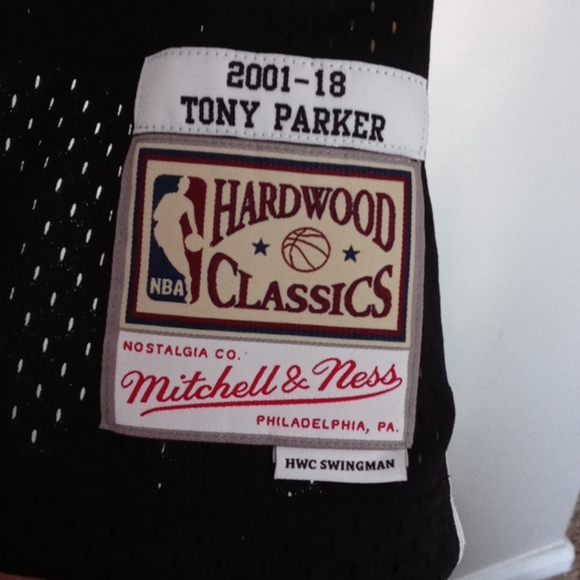 2001-18
TONY PARKER
HARDWOOD
NBA
CLASSICS
NOSTALGIA CO.
Mitchell & Ness
PHILADELPHIA, PA.
HWC SWINGMAN